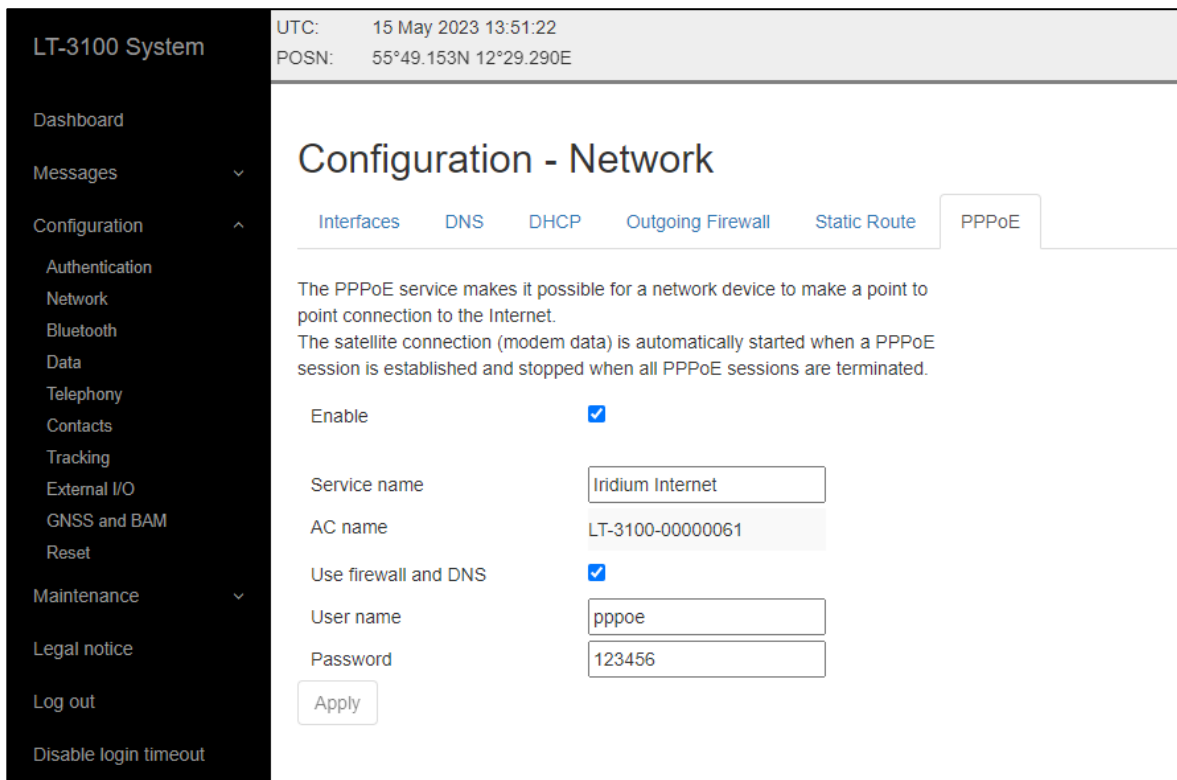 LT-3100 System
Dashboard
Messages
Configuration
Authentication
Network
Bluetooth
Data
Telephony
Contacts
Tracking
External I/O
GNSS and BAM
Reset
Maintenance
Legal notice
Log out
Disable login timeout
UTC: 15 May 2023 13:51:22
POSN: 55°49.153N 12°29.290E
Configuration - Network
Interfaces DNS DHCP Outgoing Firewall Static Route PPPoE
The PPPoE service makes it possible for a network device to make a point to
point connection to the Internet.
The satellite connection (modem data) is automatically started when a PPPoE
session is established and stopped when all PPPoE sessions are terminated.
Enable
Service name Iridium Internet
AC name LT-3100-00000061
Use firewall and DNS
User name pppoe
Password 123456
Apply